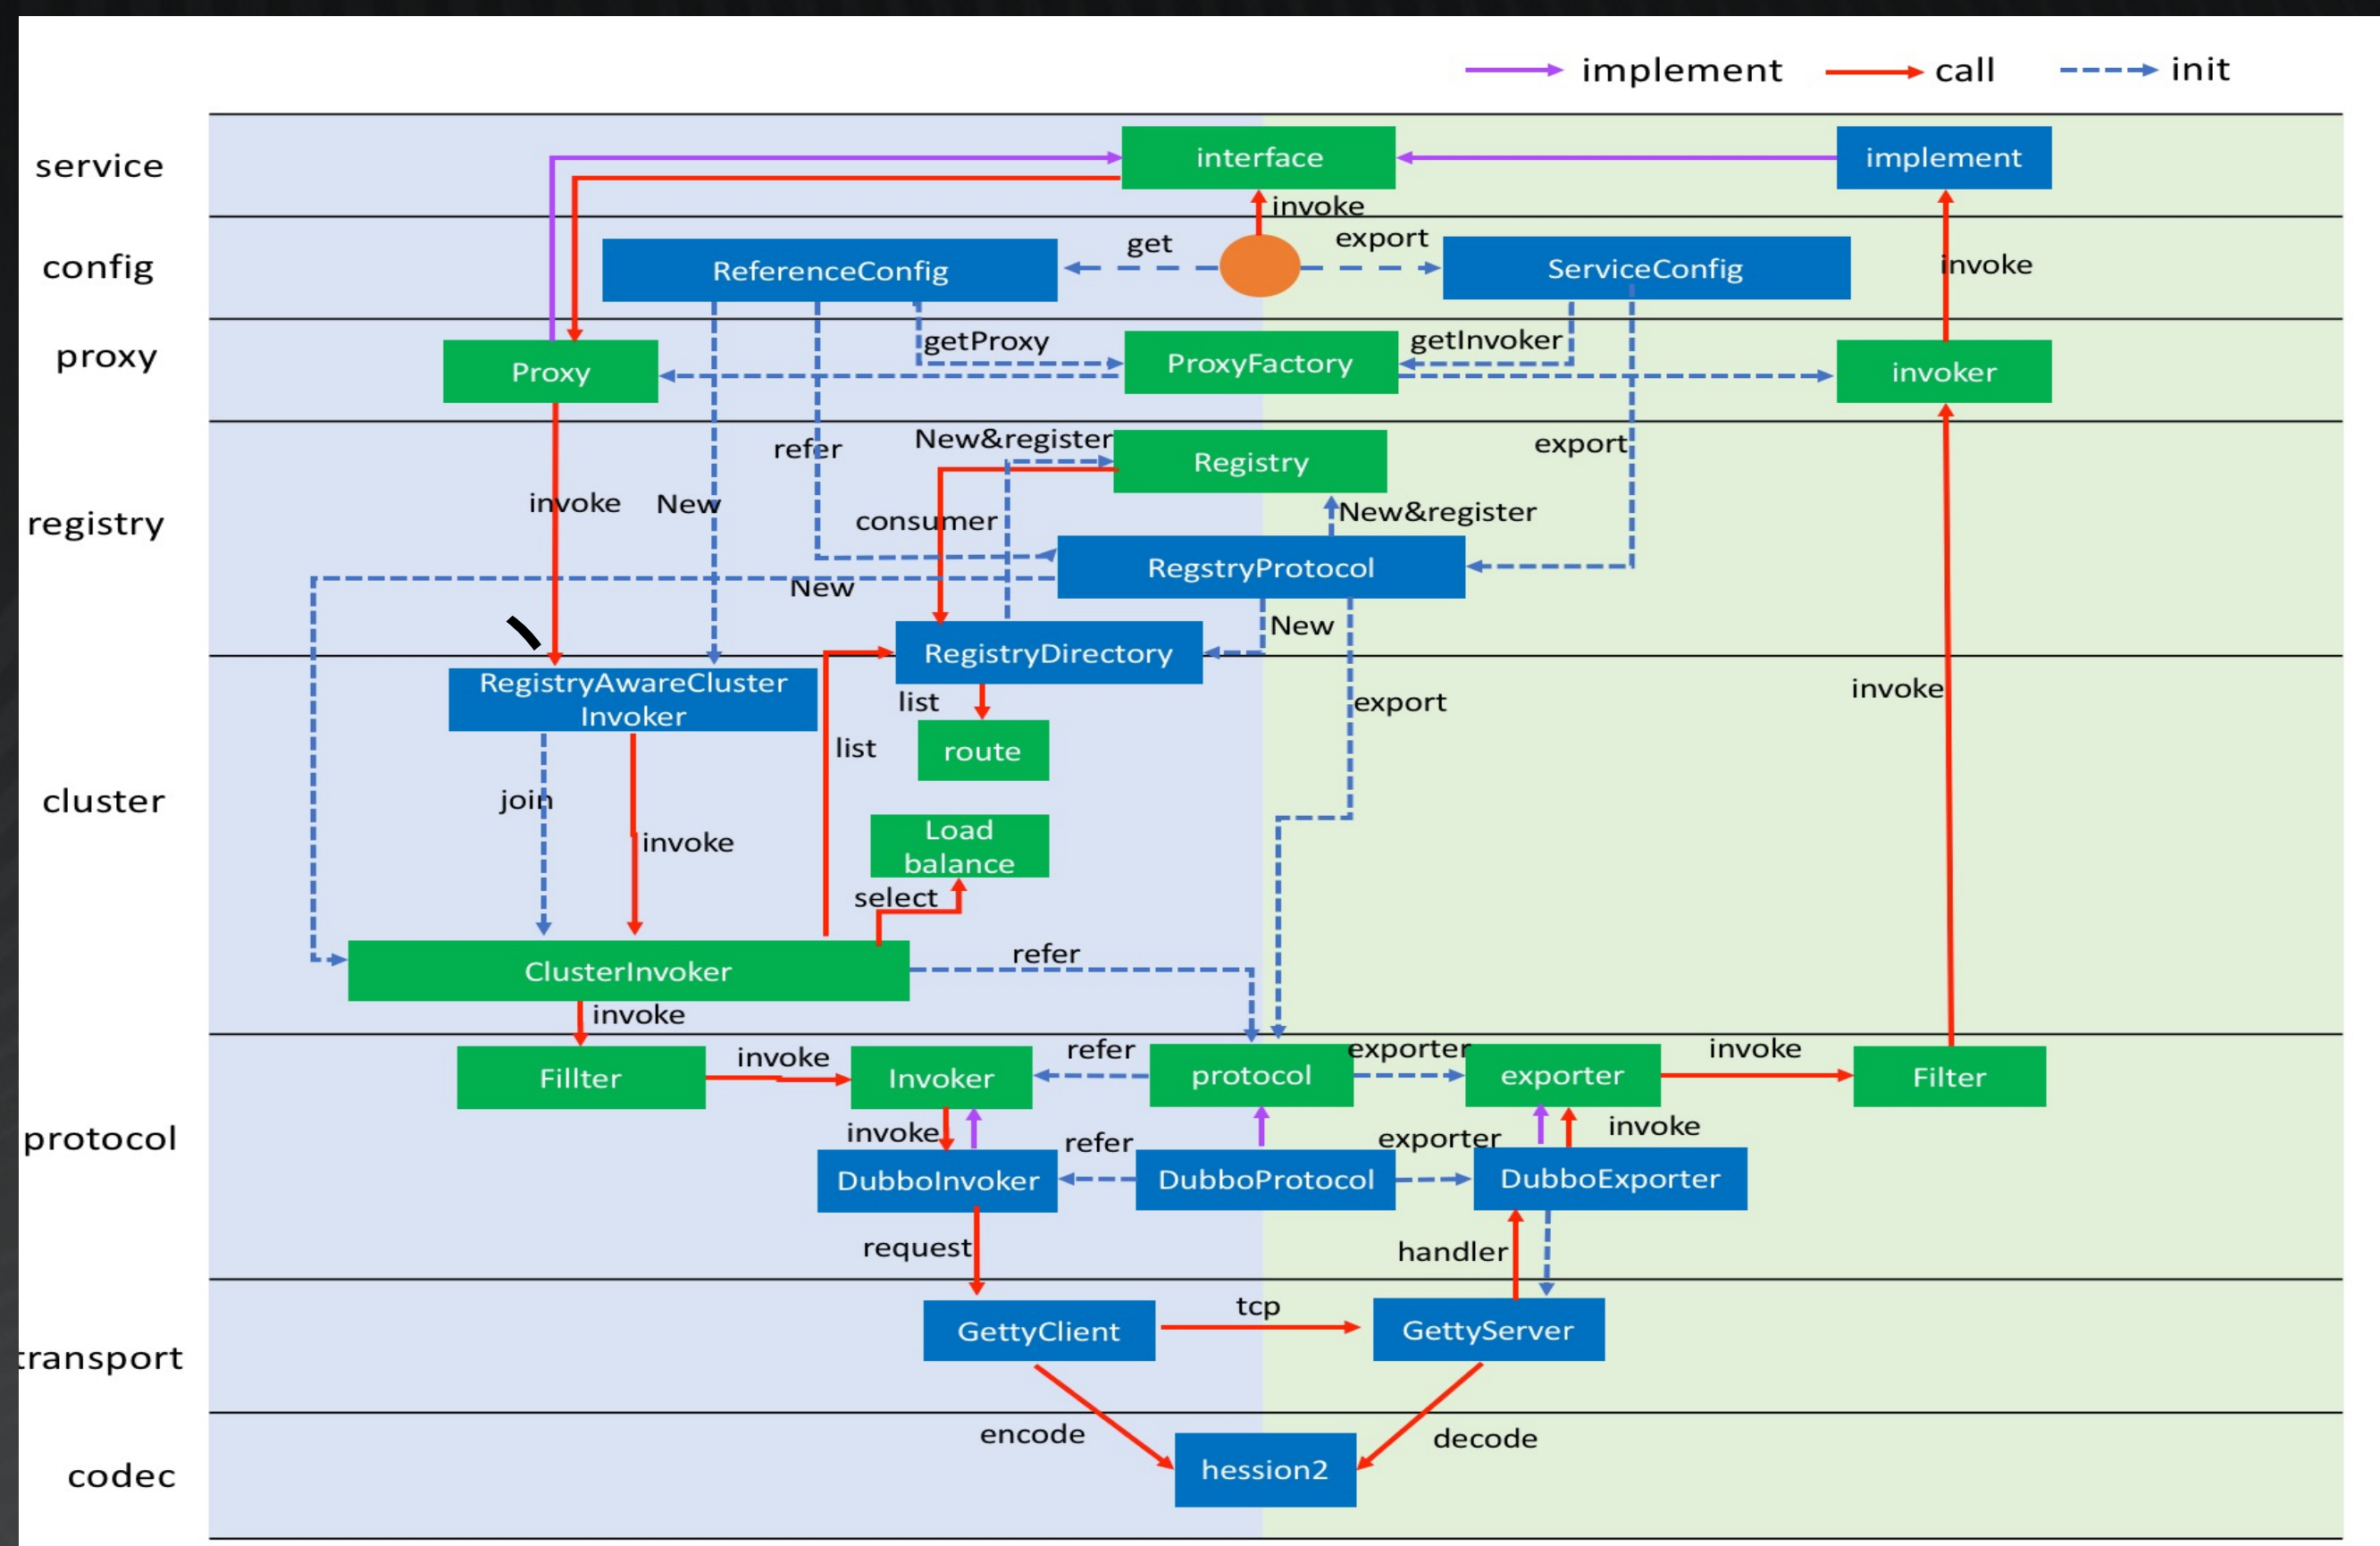 implement
call
init
service
interface
implement
invoke
config
ReferenceConfig
get
export
ServiceConfig
invoke
proxy
Proxy
getProxy
ProxyFactory
getInvoker
invoker
registry
invoke
New
refer
New&register
Registry
export
consumer
New&register
RegstryProtocol
New
New
RegistryDirectory
cluster
RegistryAwareCluster
Invoker
list
export
invoke
route
list
join
invoke
Load
balance
select
ClusterInvoker
refer
invoke
protocol
Fillter
invoke
Invoker
refer
protocol
exporter
exporter
invoke
Filter
invoke
refer
exporter
invoke
DubboInvoker
DubboProtocol
DubboExporter
request
handler
transport
GettyClient
tcp
GettyServer
codec
encode
decode
hession2